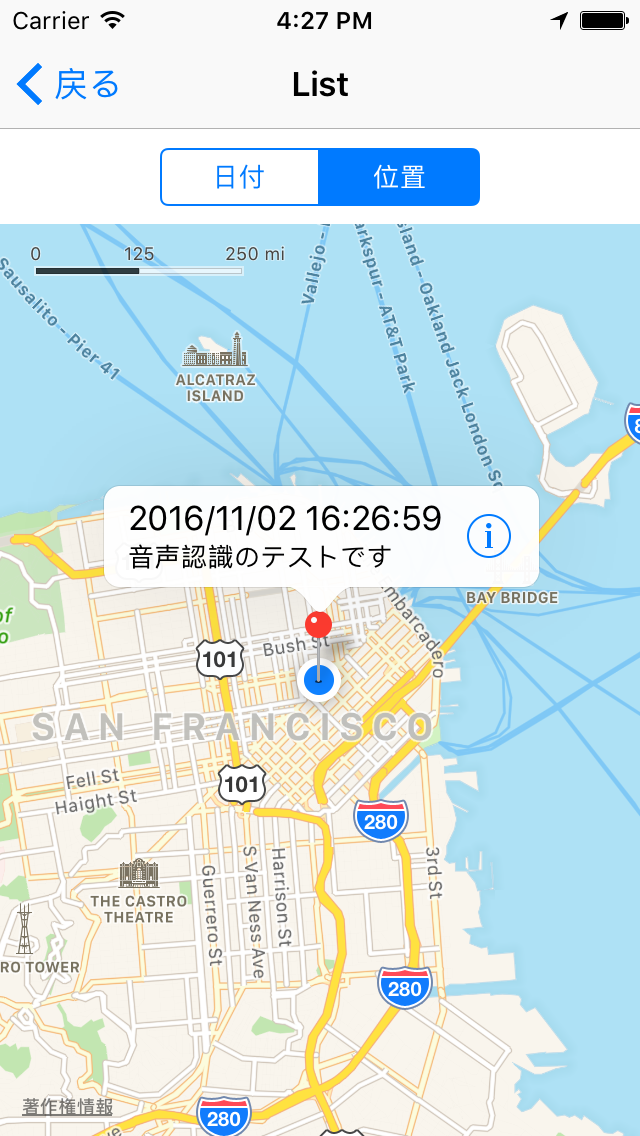 Carrier 4:27 PM
戻る List
日付 位置
0 125 250 mi
Sausalito - Pier 41
Vallejo -
arkspur - AT&T Park
sland - Oakland Jack London Sq
ALCATRAZ
ISLAND
2016/11/02 16:26:59
音声認識のテストです
BAY BRIDGE
mbarcadero
Bush St
101
SAN FRANCISCO
101
Fell St
Haight St
280
THE CASTRO
THEATRE
Guerrero St
S Van Ness Ave
Harrison St
3rd St
RO TOWER
280
著作権情報
280